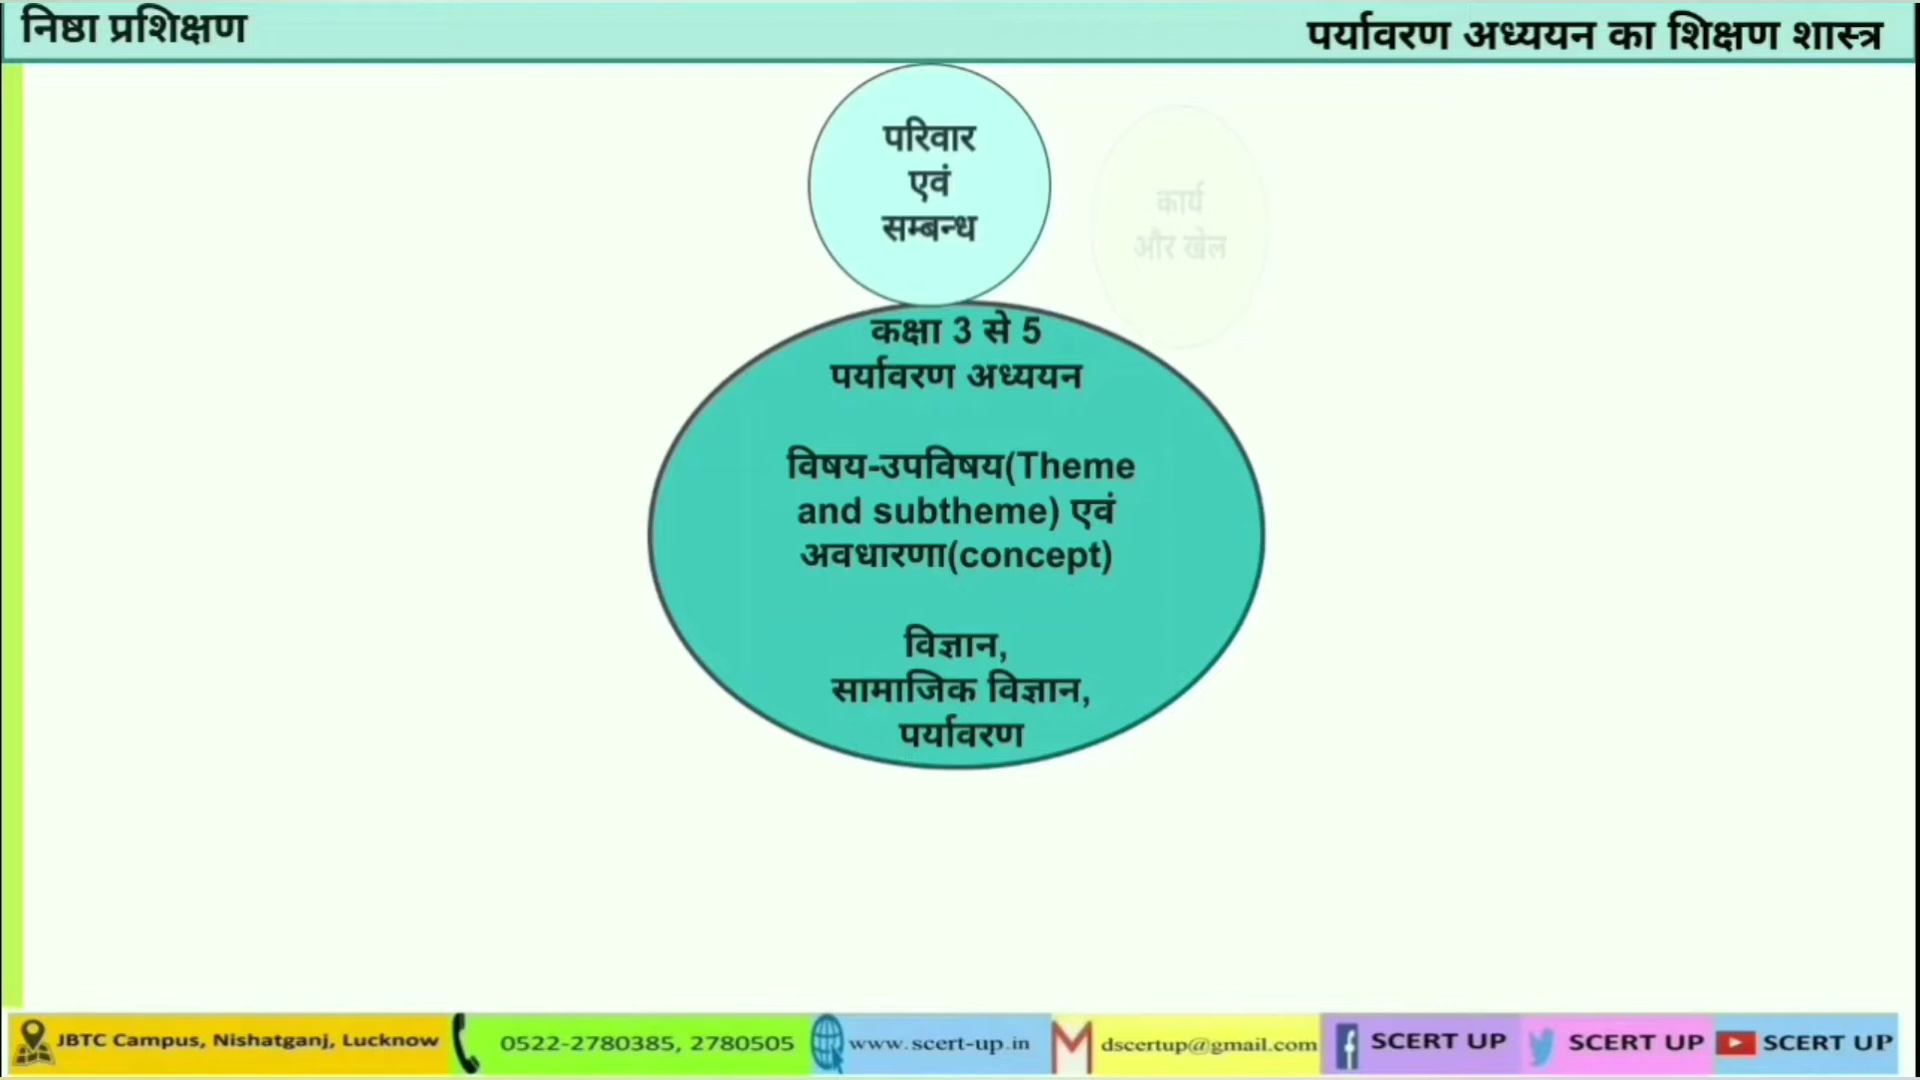 निष्ठा प्रशिक्षण
पर्यावरण अध्ययन का शिक्षण शास्त्र
परिवार
एवं
सम्बन्ध
कार्य
और खेल
कक्षा 3 से 5
पर्यावरण अध्ययन
विषय-उपविषय(Theme
and subtheme) एवं
अवधारणा(concept)
विज्ञान,
सामाजिक विज्ञान,
पर्यावरण
JBTC Campus, Nishatganj, Lucknow
0522-2780385, 2780505
www.scert-up.in
dscertup@gmail.com
SCERT UP
SCERT UP
SCERT UP